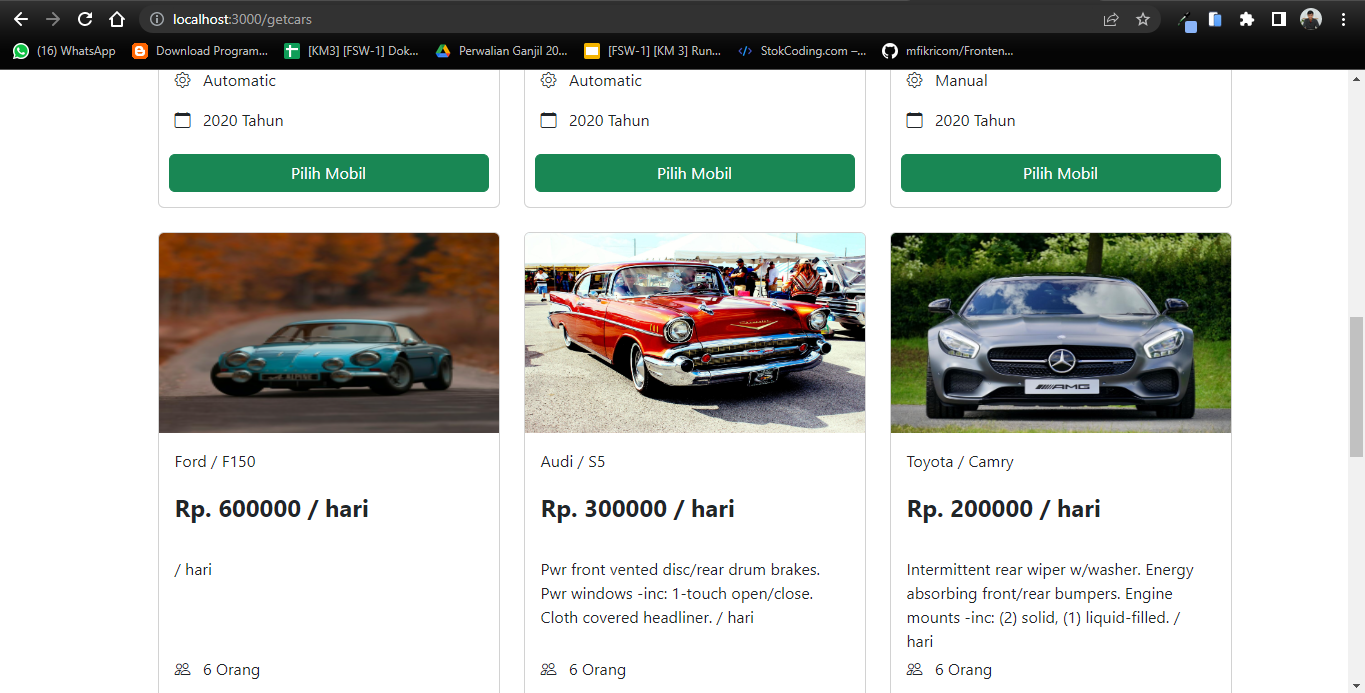 localhost:3000/getcars
(16) WhatsApp
Download Program...
[KM3] [FSW-1] Dok...
Perwalian Ganjil 20...
[FSW-1] [KM 3] Run...
StokCoding.com –...
mfikricom/Fronten...
Automatic
Automatic
Manual
2020 Tahun
2020 Tahun
2020 Tahun
Pilih Mobil
Pilih Mobil
Pilih Mobil
ALPINE
Chevrolet
AMG
Ford / F150
Rp. 600000 / hari
/ hari
6 Orang
Audi / S5
Rp. 300000 / hari
Pwr front vented disc/rear drum brakes.
Pwr windows -inc: 1-touch open/close.
Cloth covered headliner. / hari
6 Orang
Toyota / Camry
Rp. 200000 / hari
Intermittent rear wiper w/washer. Energy
absorbing front/rear bumpers. Engine
mounts -inc: (2) solid, (1) liquid-filled. /
hari
6 Orang